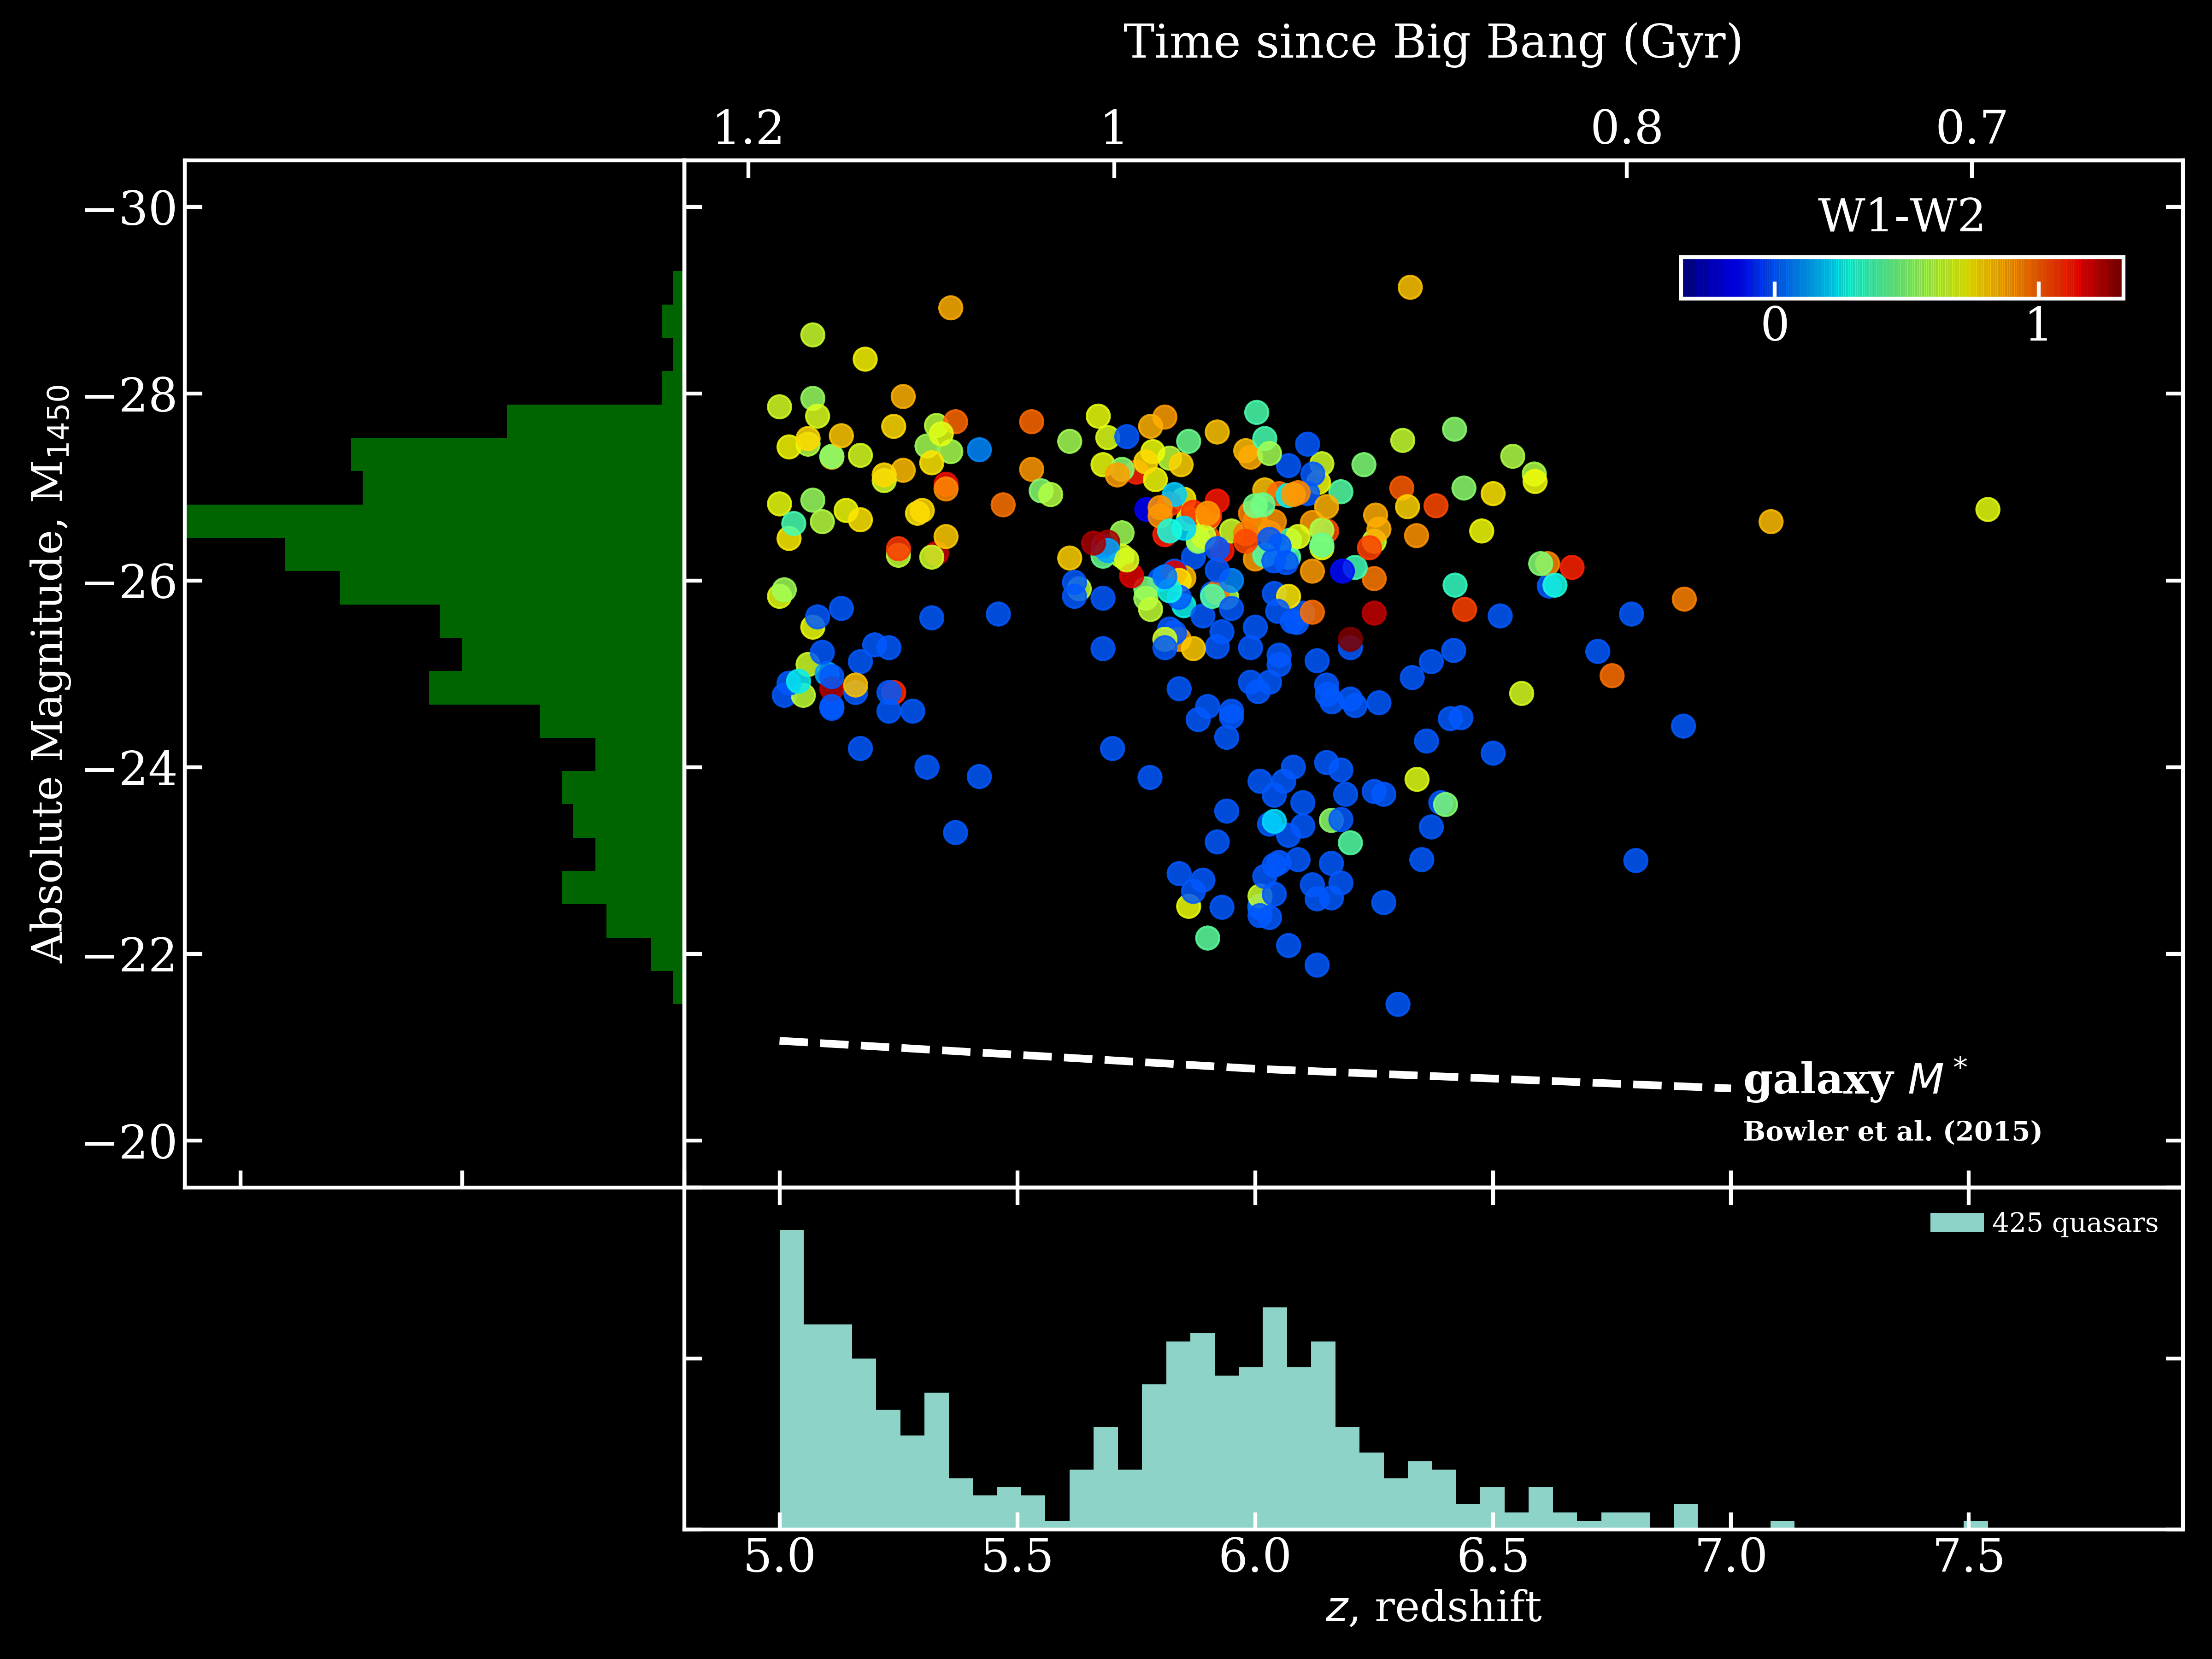 Time since Big Bang (Gyr)
1.2 1 0.8 0.7
W1-W2
0 1
−30
−28
−26
−24
−22
−20
Absolute Magnitude, M₁₄₅₀
galaxy M*
Bowler et al. (2015)
425 quasars
5.0 5.5 6.0 6.5 7.0 7.5
z, redshift